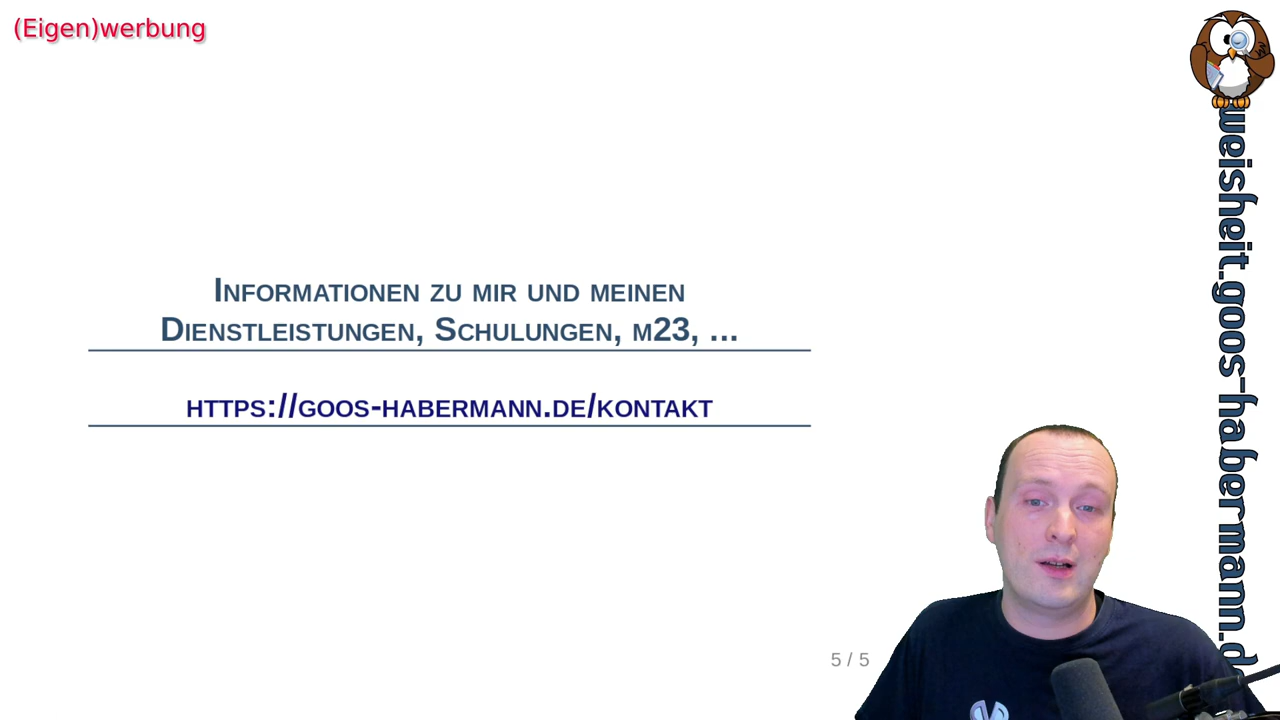 (Eigen)werbung
Informationen zu mir und meinen
Dienstleistungen, Schulungen, m23, ...
https://goos-habermann.de/kontakt
5 / 5
weisheit.goos-habermann.d